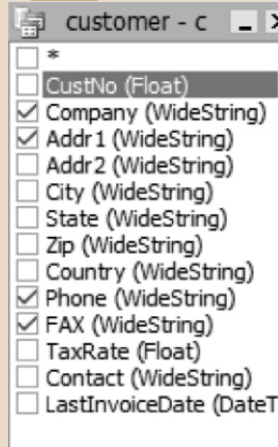 customer - c
*
CustNo (Float)
Company (WideString)
Addr1 (WideString)
Addr2 (WideString)
City (WideString)
State (WideString)
Zip (WideString)
Country (WideString)
Phone (WideString)
FAX (WideString)
TaxRate (Float)
Contact (WideString)
LastInvoiceDate (DateT